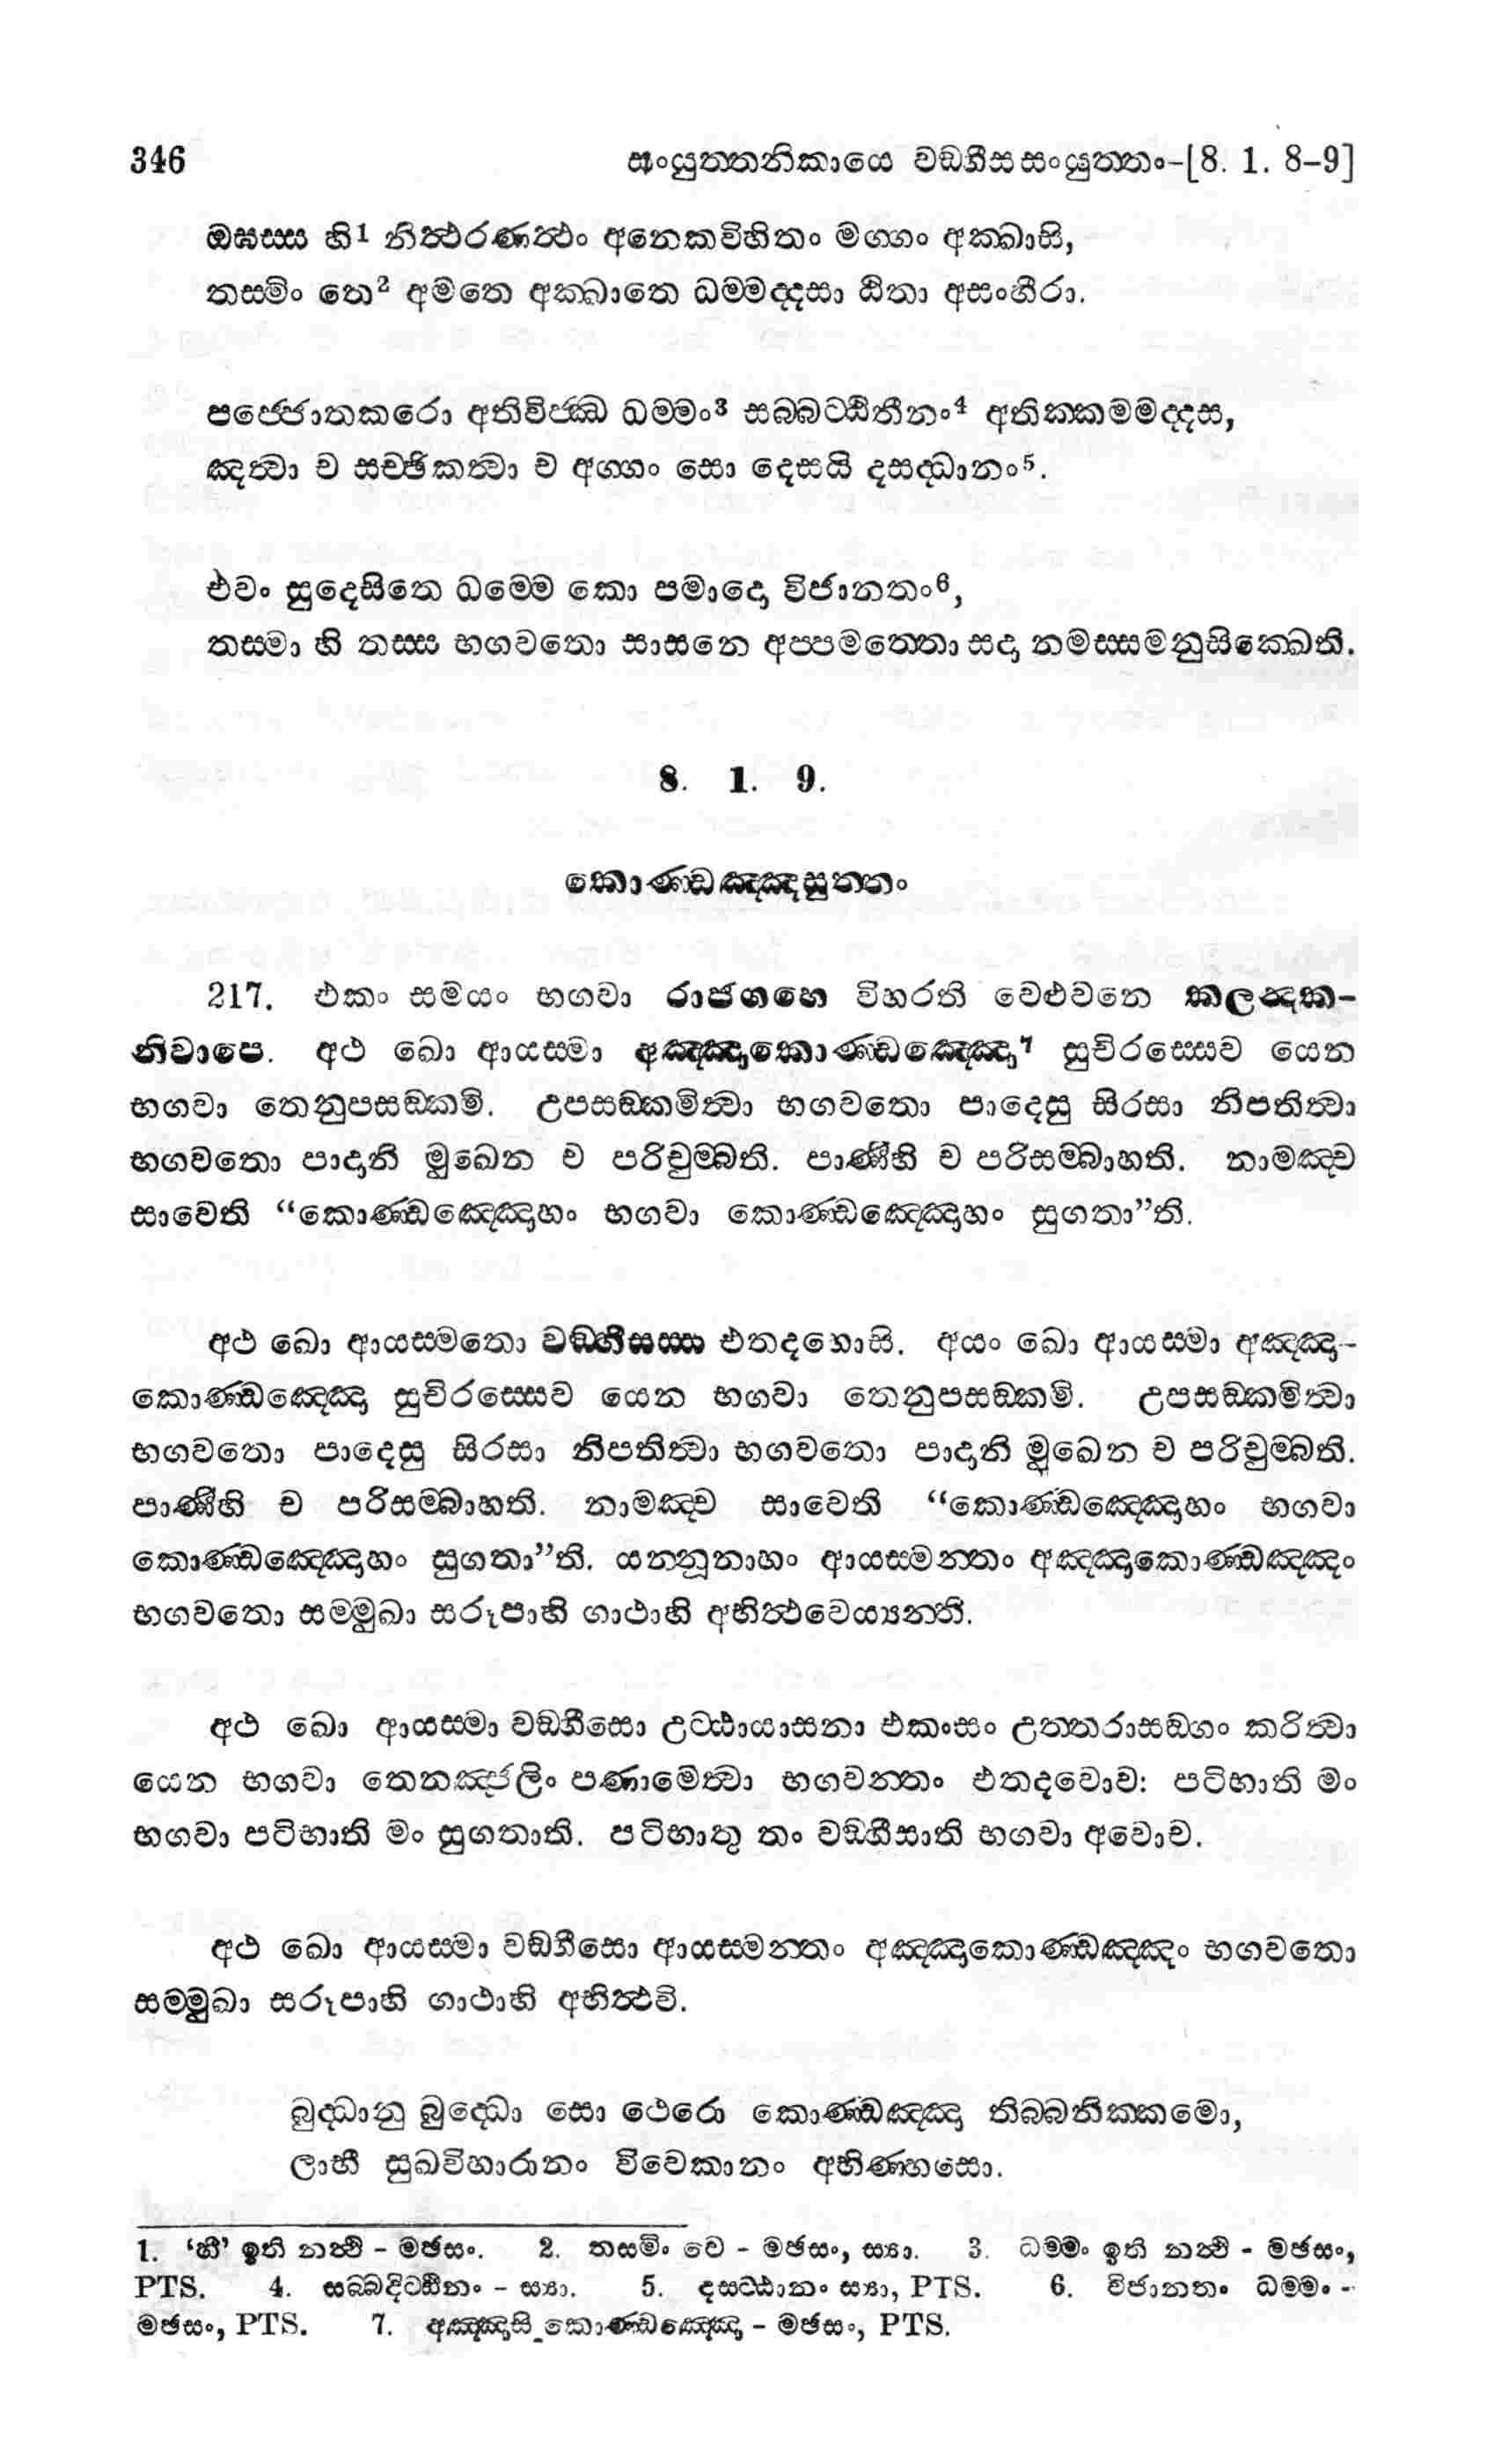 346 සංයුත්තනිකායෙ වඞ්ගීසසංයුත්තං-[8. 1. 8-9]
ඔඝස්ස හි1 නිත්ථරණත්ථං අනෙකවිහිතං මග්ගං අක්ඛාසි,
තස්මිං තෙ2 අමතෙ අක්ඛාතෙ ධම්මද්දසා ඨිතා අසංහීරා.
පජ්ජොතකරො අතිවිජ්ඣ ධම්මං3 සබ්බට්ඨිතීනං4 අතික්කමමද්දස,
ඤත්වා ච සච්ඡිකත්වා ච අග්ගං සො දෙසයි දසද්ධානං5.
එවං සුදෙසිතෙ ධම්මෙ කො පමාදො විජානතං6,
තස්මා හි තස්ස භගවතො සාසනෙ අප්පමත්තො සදා නමස්සමනුසික්ඛෙති.
8. 1. 9.
කොණ්ඩඤ්ඤසුත්තං
217. එකං සමයං භගවා රාජගහෙ විහරති වෙළුවනෙ කලන්දක-
නිවාපෙ. අථ ඛො ආයස්මා අඤ්ඤාකොණ්ඩඤ්ඤො7 සුචිරස්සෙව යෙන
භගවා තෙනුපසඞ්කමි. උපසඞ්කමිත්වා භගවතො පාදෙසු සිරසා නිපතිත්වා
භගවතො පාදානි මුඛෙන ච පරිචුම්බති. පාණීහි ච පරිසම්බාහති. නාමඤ්ච
සාවෙති “කොණ්ඩඤ්ඤොහං භගවා කොණ්ඩඤ්ඤොහං සුගතා”ති.
අථ ඛො ආයස්මතො වඞ්ගීසස්ස එතදහොසි. අයං ඛො ආයස්මා අඤ්ඤා-
කොණ්ඩඤ්ඤො සුචිරස්සෙව යෙන භගවා තෙනුපසඞ්කමි. උපසඞ්කමිත්වා
භගවතො පාදෙසු සිරසා නිපතිත්වා භගවතො පාදානි මුඛෙන ච පරිචුම්බති.
පාණීහි ච පරිසම්බාහති. නාමඤ්ච සාවෙති “කොණ්ඩඤ්ඤොහං භගවා
කොණ්ඩඤ්ඤොහං සුගතා”ති. යන්නූනාහං ආයස්මන්තං අඤ්ඤාකොණ්ඩඤ්ඤං
භගවතො සම්මුඛා සරූපාහි ගාථාහි අභිත්ථවෙය්‍යන්ති.
අථ ඛො ආයස්මා වඞ්ගීසො උට්ඨායාසනා එකංසං උත්තරාසඞ්ගං කරිත්වා
යෙන භගවා තෙනඤ්ජලිං පණාමෙත්වා භගවන්තං එතදවොච: පටිභාති මං
භගවා පටිභාති මං සුගතාති. පටිභාතු තං වඞ්ගීසාති භගවා අවොච.
අථ ඛො ආයස්මා වඞ්ගීසො ආයස්මන්තං අඤ්ඤාකොණ්ඩඤ්ඤං භගවතො
සම්මුඛා සරූපාහි ගාථාහි අභිත්ථවි.
බුද්ධානු බුද්ධො සො ථෙරො කොණ්ඩඤ්ඤො තිබ්බනික්කමො,
ලාභී සුඛවිහාරානං විවෙකානං අභිණ්හසො.
1. ‘හි’ ඉති නත්ථි - මඡසං. 2. තස්මිං චෙ - මඡසං, ස්‍යා. 3. ධම්මං ඉති නත්ථි - මඡසං,
PTS. 4. සබ්බදිට්ඨිනං - ස්‍යා. 5. දසට්ඨානං ස්‍යා, PTS. 6. විජානතං ධම්මං -
මඡසං, PTS. 7. අඤ්ඤාසි කොණ්ඩඤ්ඤො - මඡසං, PTS.